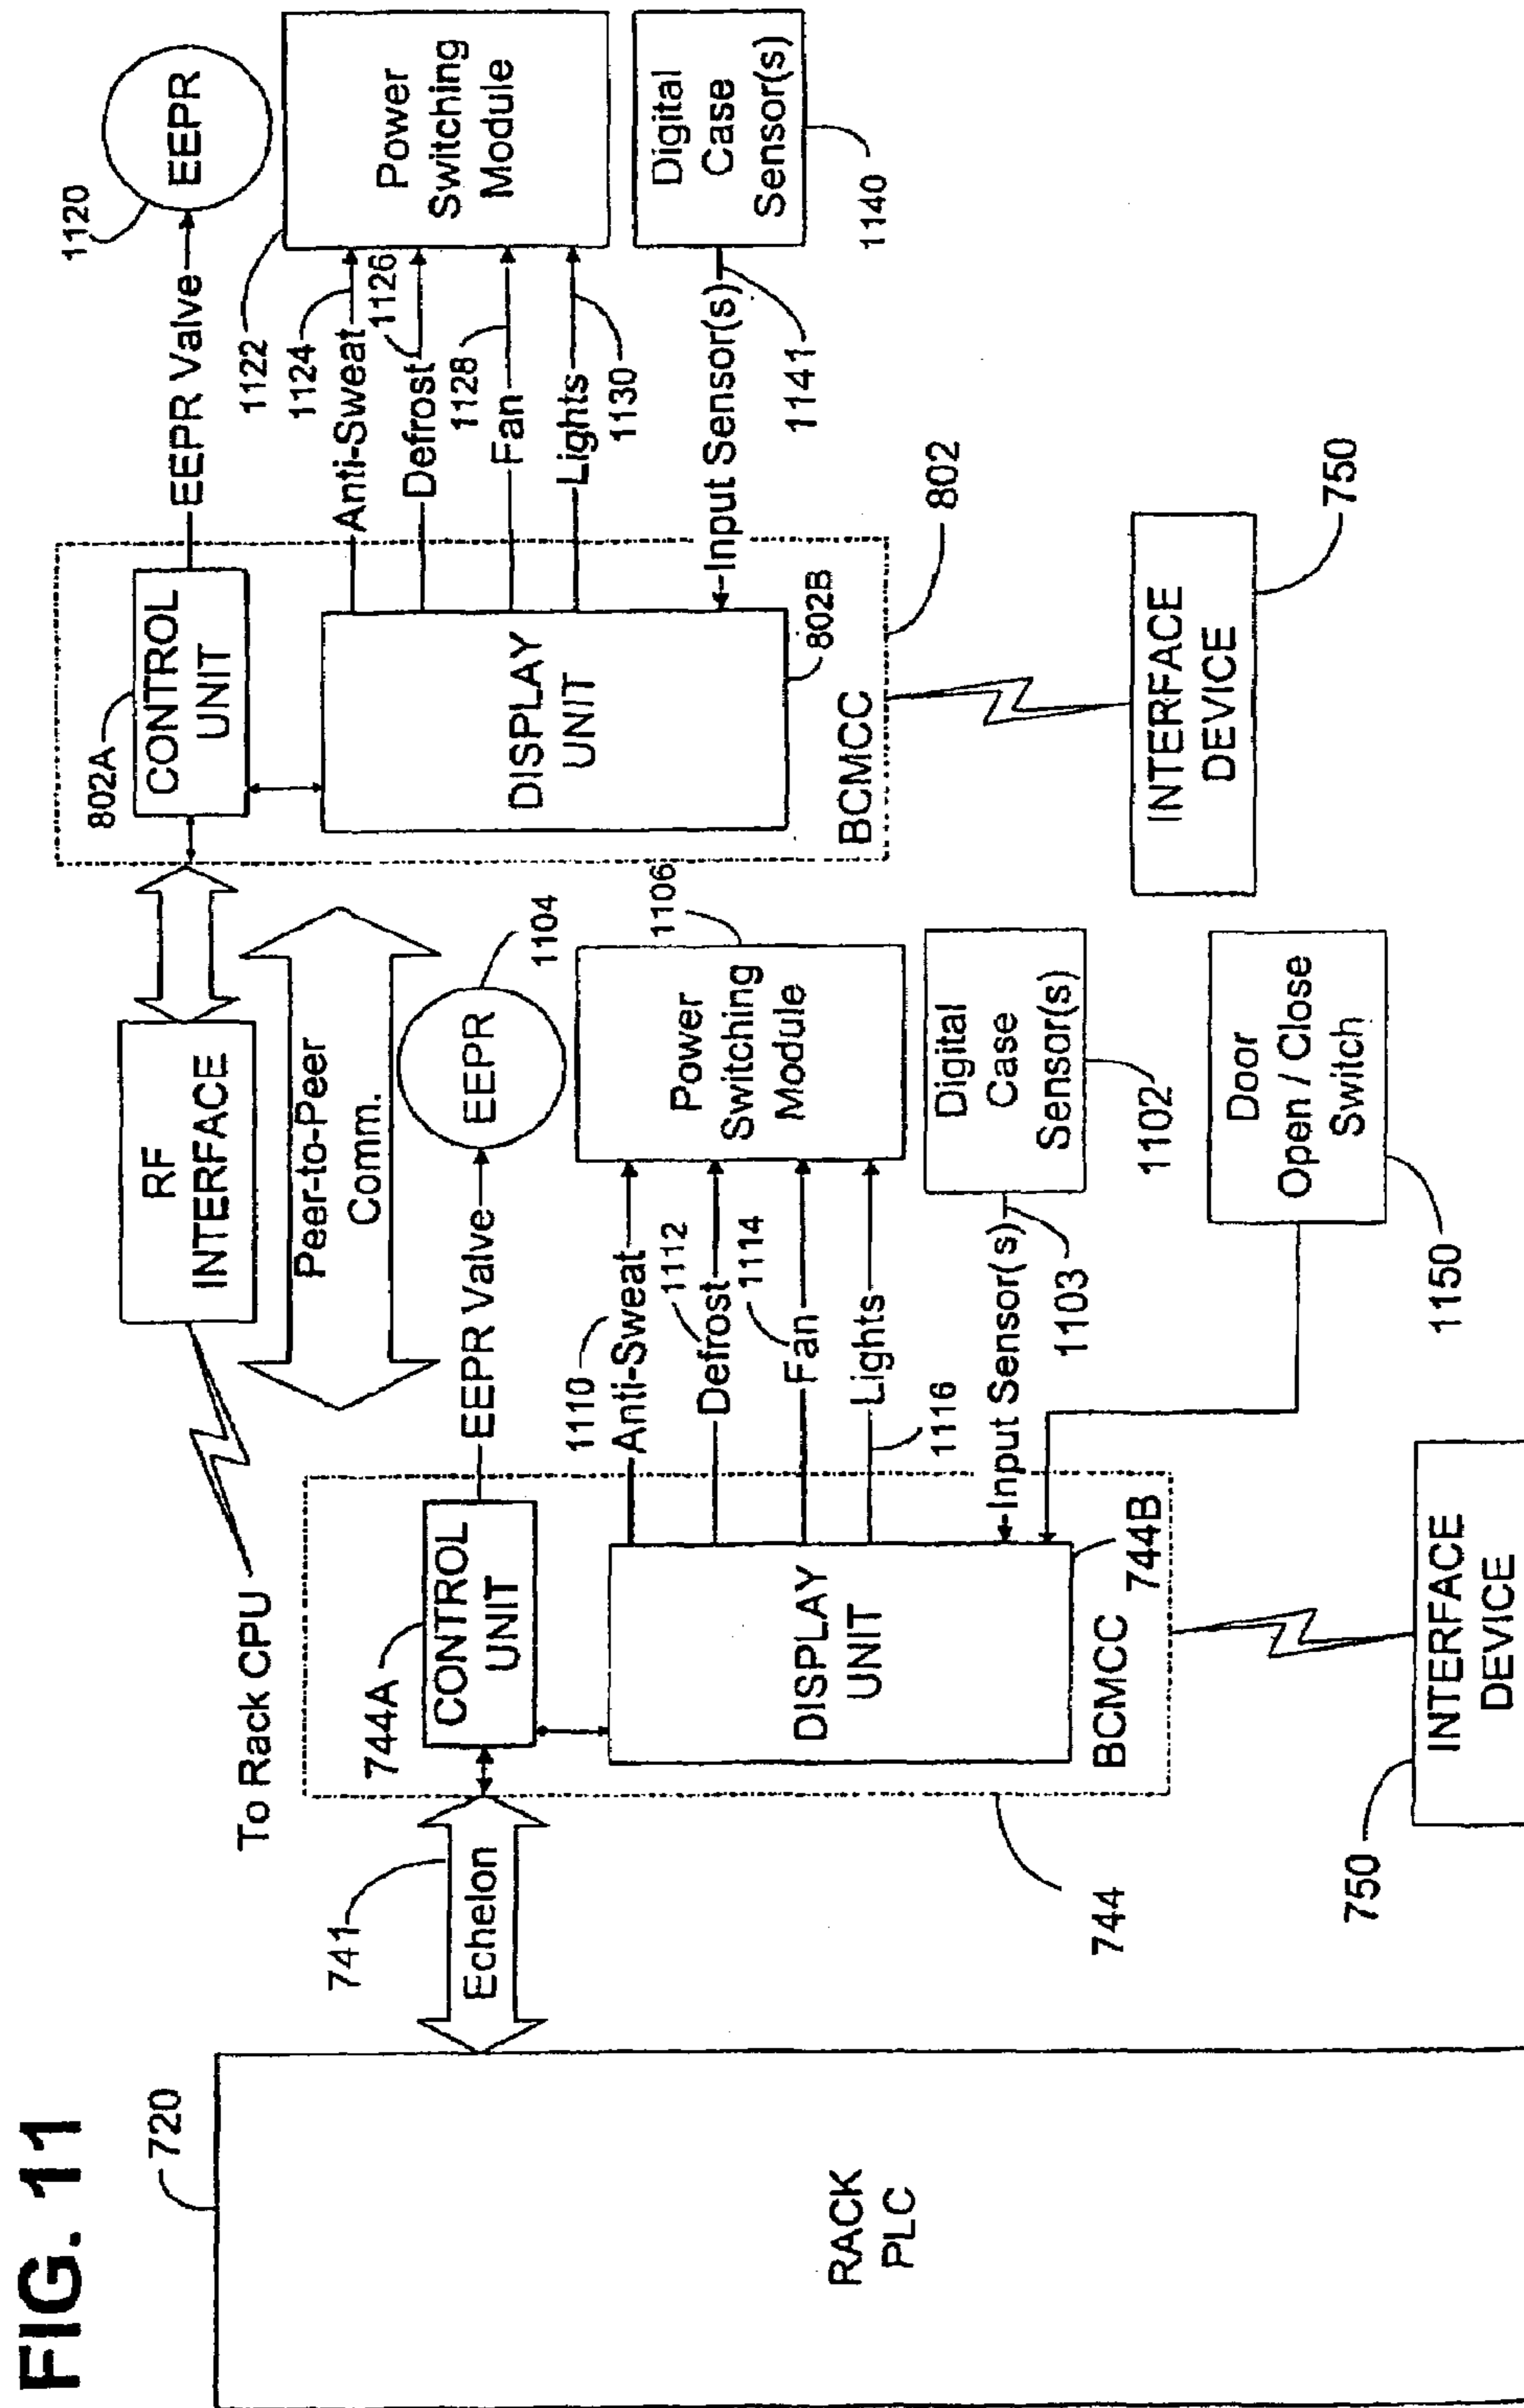 FIG. 11
720
RACK
PLC
741
Echelon
To Rack CPU
RF
INTERFACE
Peer-to-Peer
Comm.
744A
CONTROL
UNIT
EEPR Valve
EEPR
1104
DISPLAY
UNIT
744B
BCMCC
744
1110
Anti-Sweat
1112
Defrost
1114
Fan
Lights
1116
Power
Switching
Module
1106
Input Sensor(s)
1103
Digital
Case
Sensor(s)
1102
Door
Open / Close
Switch
1150
INTERFACE
DEVICE
750
802A
CONTROL
UNIT
EEPR Valve
EEPR
1120
DISPLAY
UNIT
802B
BCMCC
802
1122
1124
Anti-Sweat
1126
Defrost
1128
Fan
Lights
1130
Power
Switching
Module
Input Sensor(s)
1141
Digital
Case
Sensor(s)
1140
INTERFACE
DEVICE
750